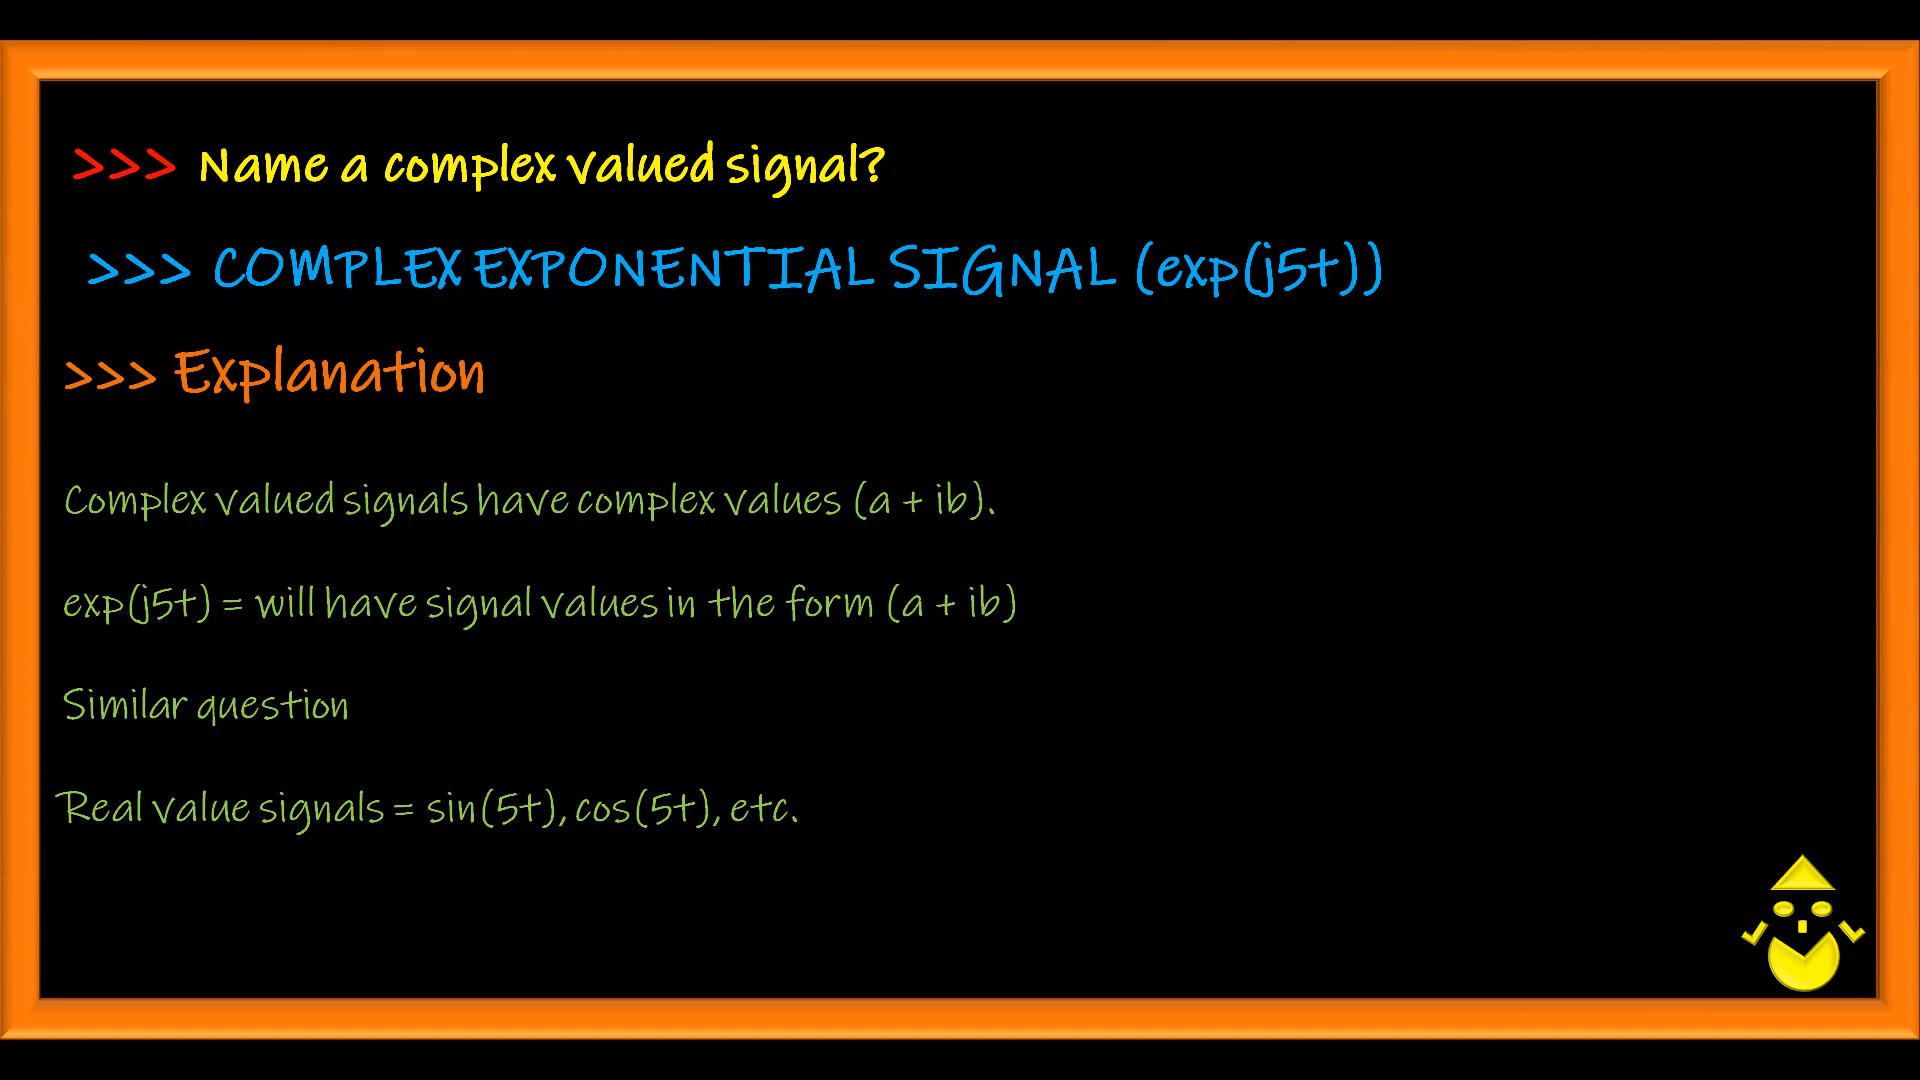 >>> Name a complex valued signal?
>>> COMPLEX EXPONENTIAL SIGNAL (exp(j5t))
>>> Explanation
Complex valued signals have complex values (a + ib).
exp(j5t) = will have signal values in the form (a + ib)
Similar question
Real value signals = sin(5t), cos(5t), etc.